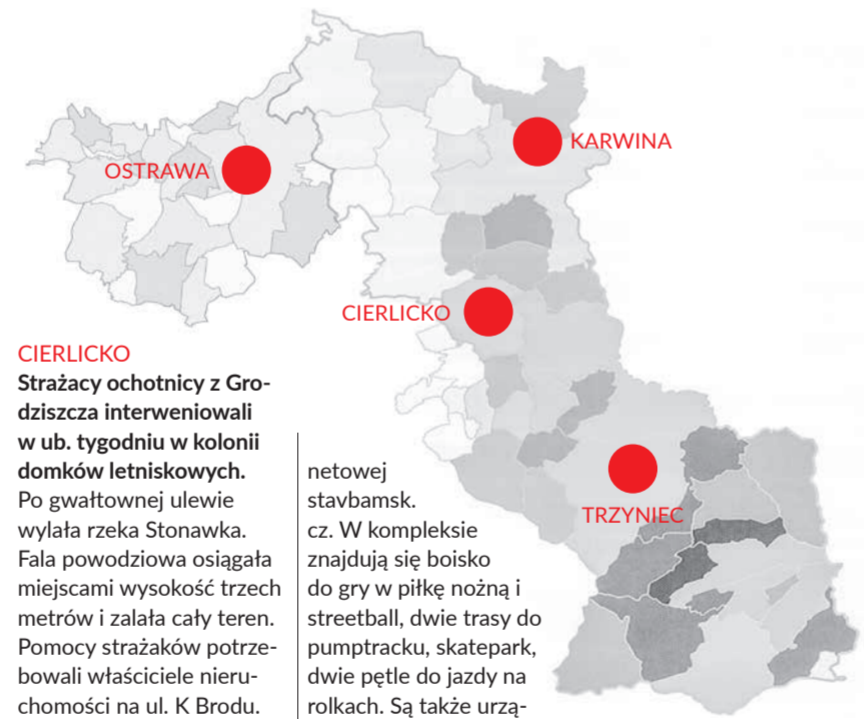 OSTRAWA
KARWINA
CIERLICKO
TRZYNIEC
CIERLICKO
Strażacy ochotnicy z Gro-
dziszcza interweniowali
w ub. tygodniu w kolonii
domków letniskowych.
Po gwałtownej ulewie
wylała rzeka Stonawka.
Fala powodziowa osiągała
miejscami wysokość trzech
metrów i zalała cały teren.
Pomocy strażaków potrze-
bowali właściciele nieru-
chomości na ul. K Brodu.
netowej
stavbamsk.
cz. W kompleksie
znajdują się boisko
do gry w piłkę nożną i
streetball, dwie trasy do
pumptracku, skatepark,
dwie pętle do jazdy na
rolkach. Są także urzą-